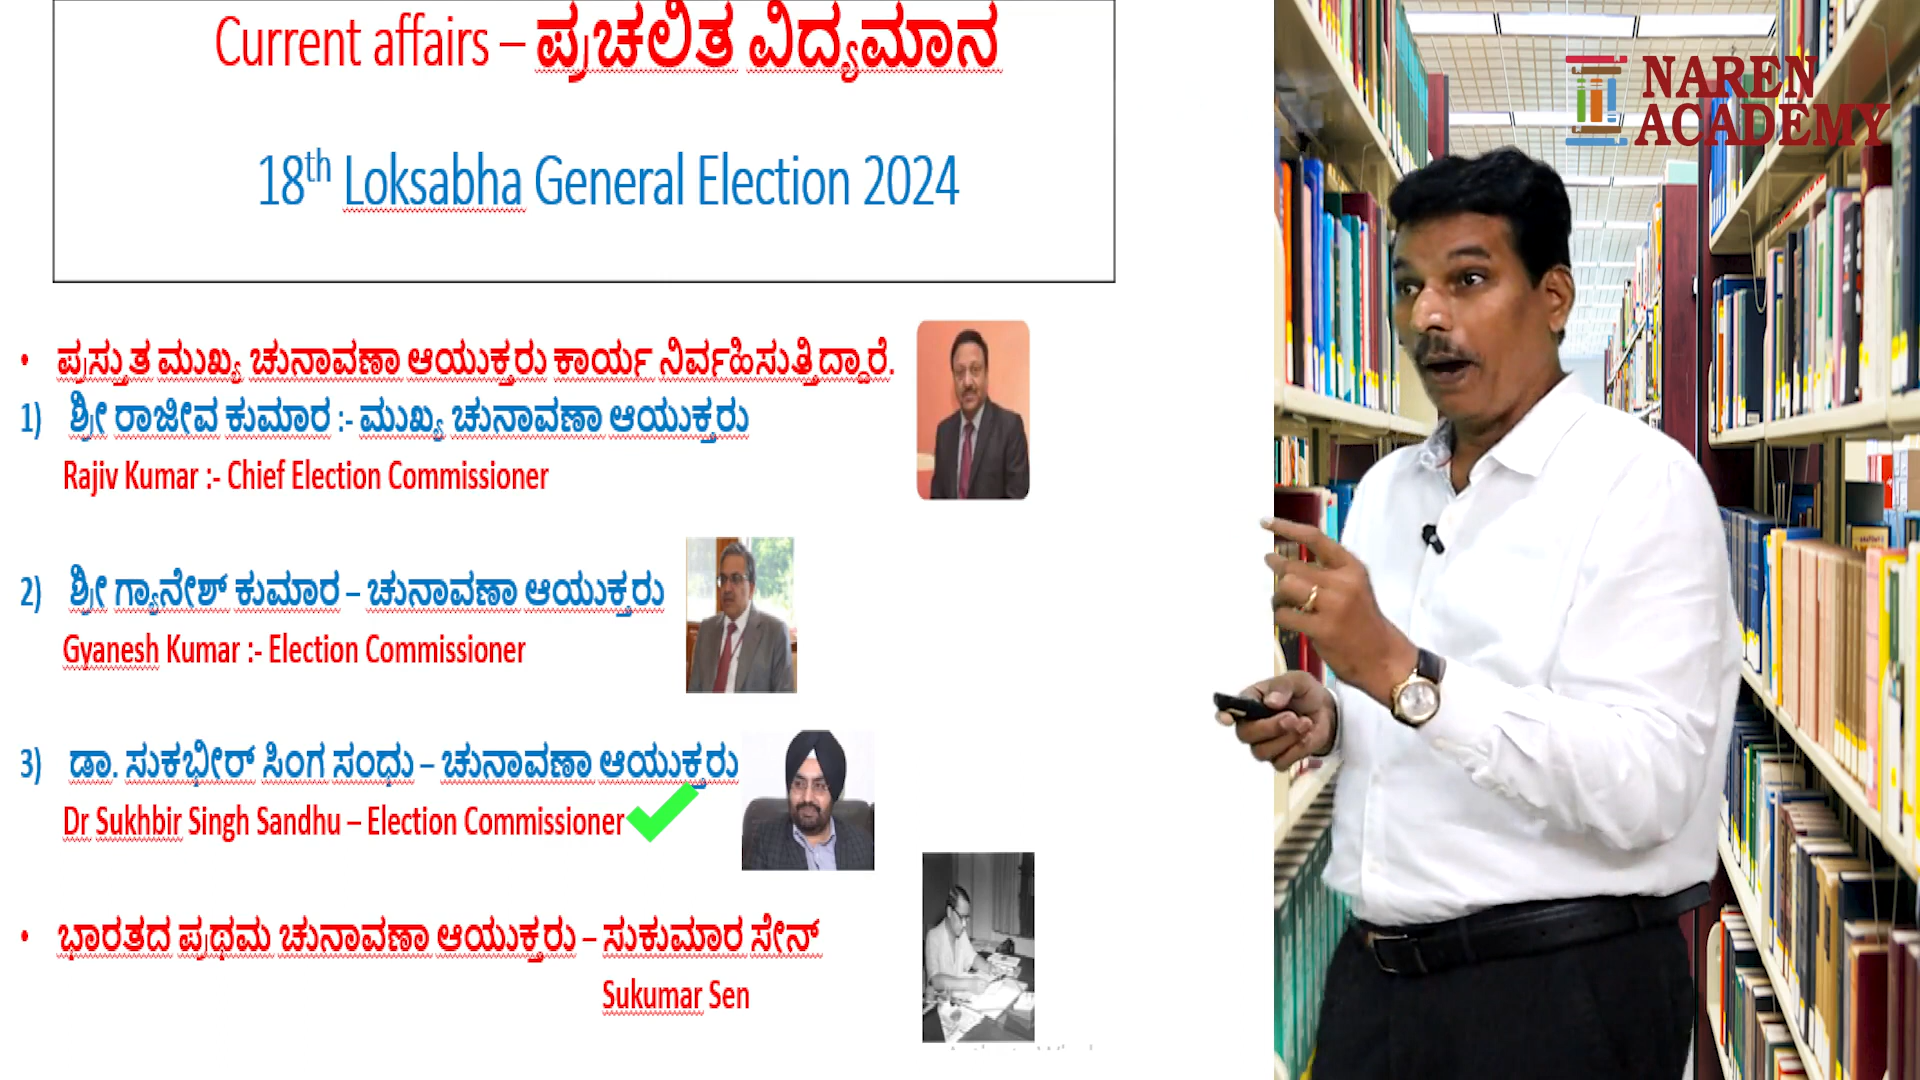 Current affairs – ಪ್ರಚಲಿತ ವಿದ್ಯಮಾನ
NAREN
ACADEMY
18th Loksabha General Election 2024
• ಪ್ರಸ್ತುತ ಮುಖ್ಯ ಚುನಾವಣಾ ಆಯುಕ್ತರು ಕಾರ್ಯ ನಿರ್ವಹಿಸುತ್ತಿದ್ದಾರೆ.
1) ಶ್ರೀ ರಾಜೀವ ಕುಮಾರ :- ಮುಖ್ಯ ಚುನಾವಣಾ ಆಯುಕ್ತರು
Rajiv Kumar :- Chief Election Commissioner
2) ಶ್ರೀ ಗ್ಯಾನೇಶ್ ಕುಮಾರ – ಚುನಾವಣಾ ಆಯುಕ್ತರು
Gyanesh Kumar :- Election Commissioner
3) ಡಾ. ಸುಕಬೀರ್ ಸಿಂಗ ಸಂಧು – ಚುನಾವಣಾ ಆಯುಕ್ತರು
Dr Sukhbir Singh Sandhu – Election Commissioner
• ಭಾರತದ ಪ್ರಥಮ ಚುನಾವಣಾ ಆಯುಕ್ತರು – ಸುಕುಮಾರ ಸೇನ್
Sukumar Sen